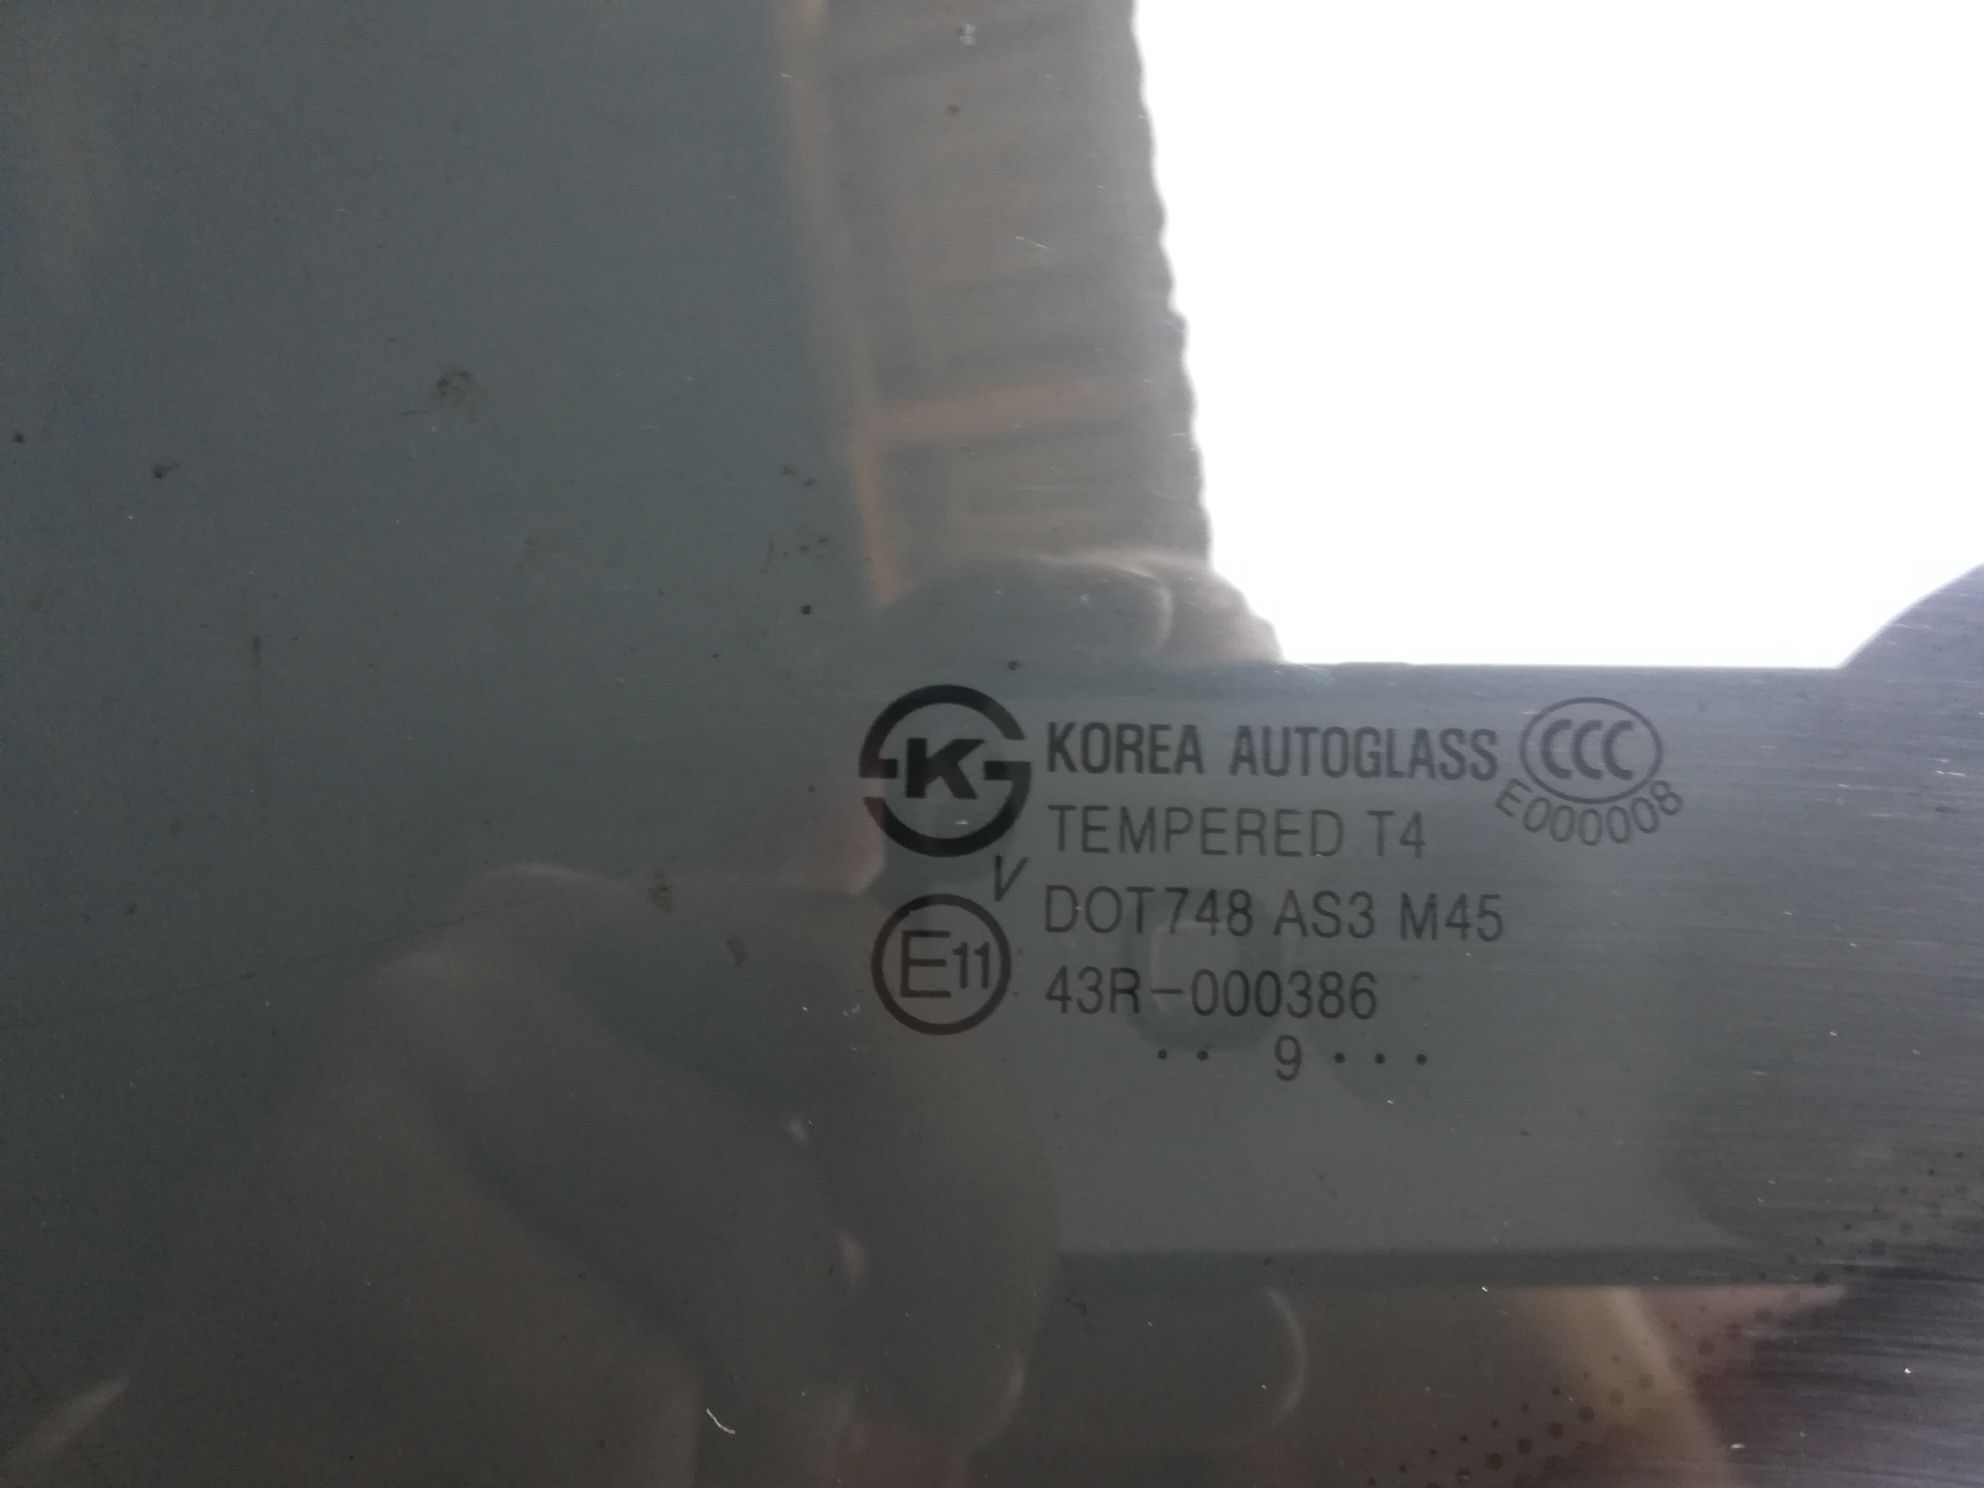 K KOREA AUTOGLASS CCC
E000008
TEMPERED T4
V
DOT748 AS3 M45
E11 43R-000386
·· 9 ···